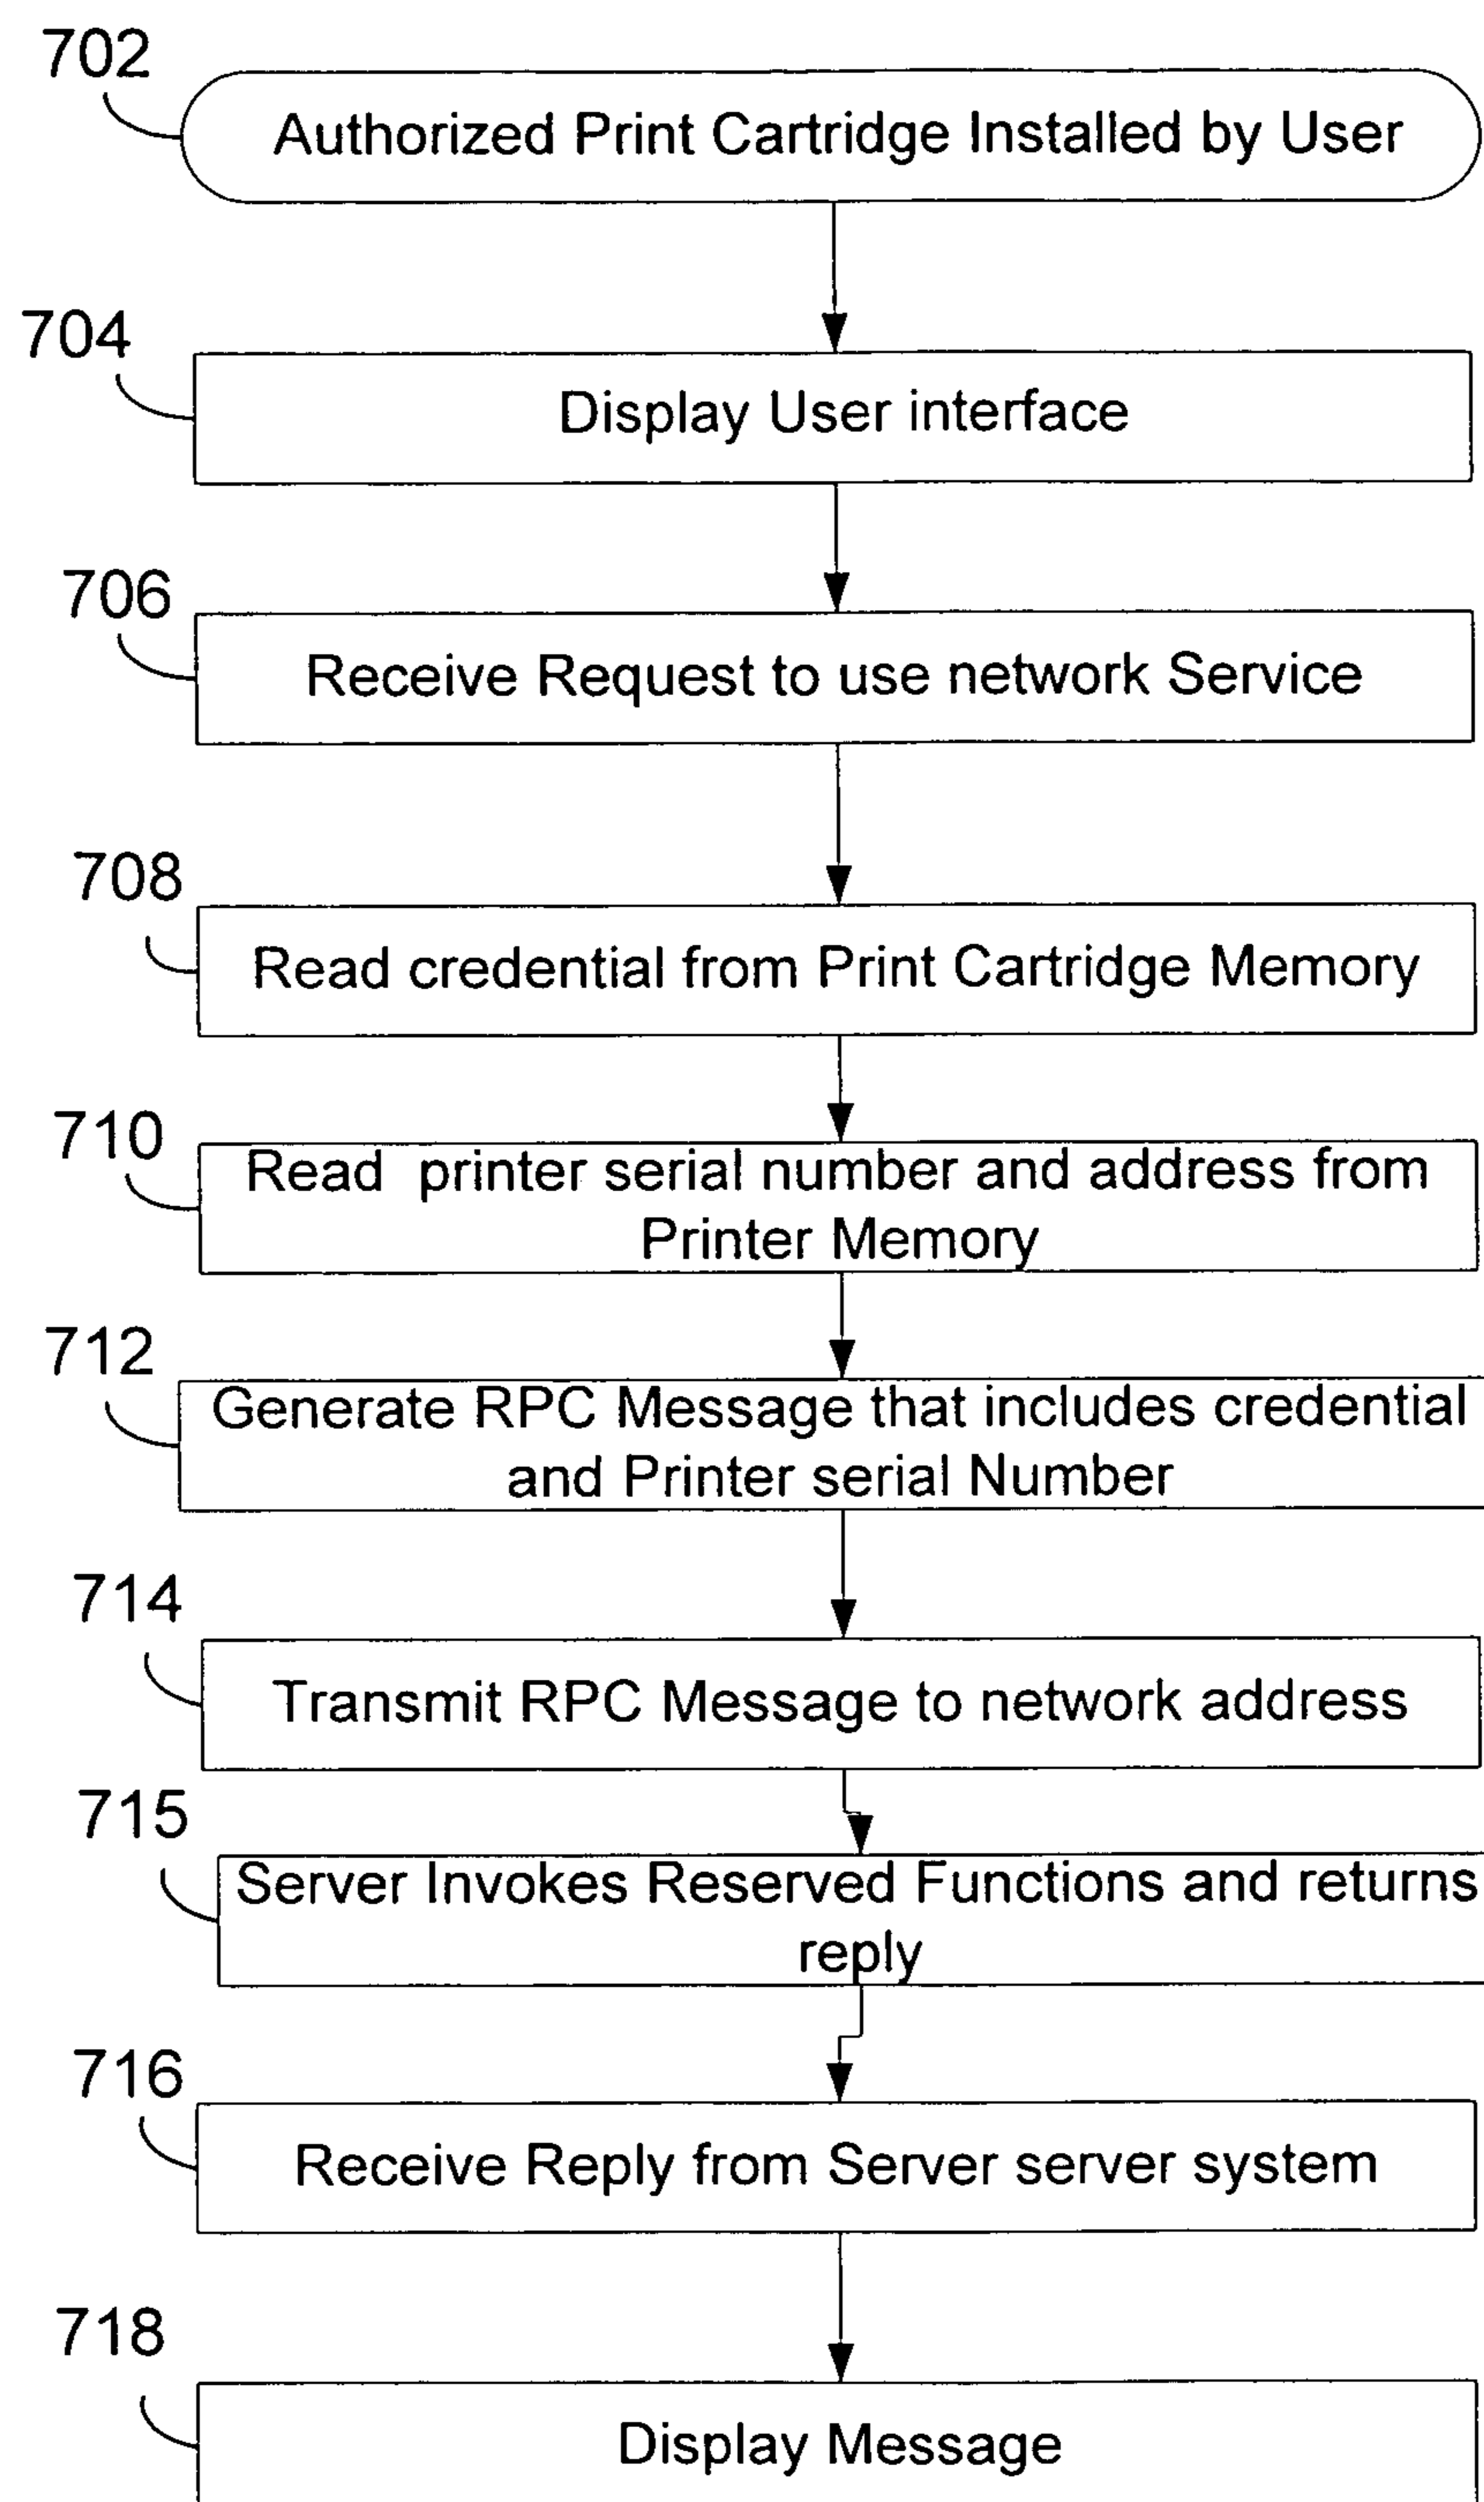 702
Authorized Print Cartridge Installed by User
704
Display User interface
706
Receive Request to use network Service
708
Read credential from Print Cartridge Memory
710
Read printer serial number and address from
Printer Memory
712
Generate RPC Message that includes credential
and Printer serial Number
714
Transmit RPC Message to network address
715
Server Invokes Reserved Functions and returns
reply
716
Receive Reply from Server server system
718
Display Message